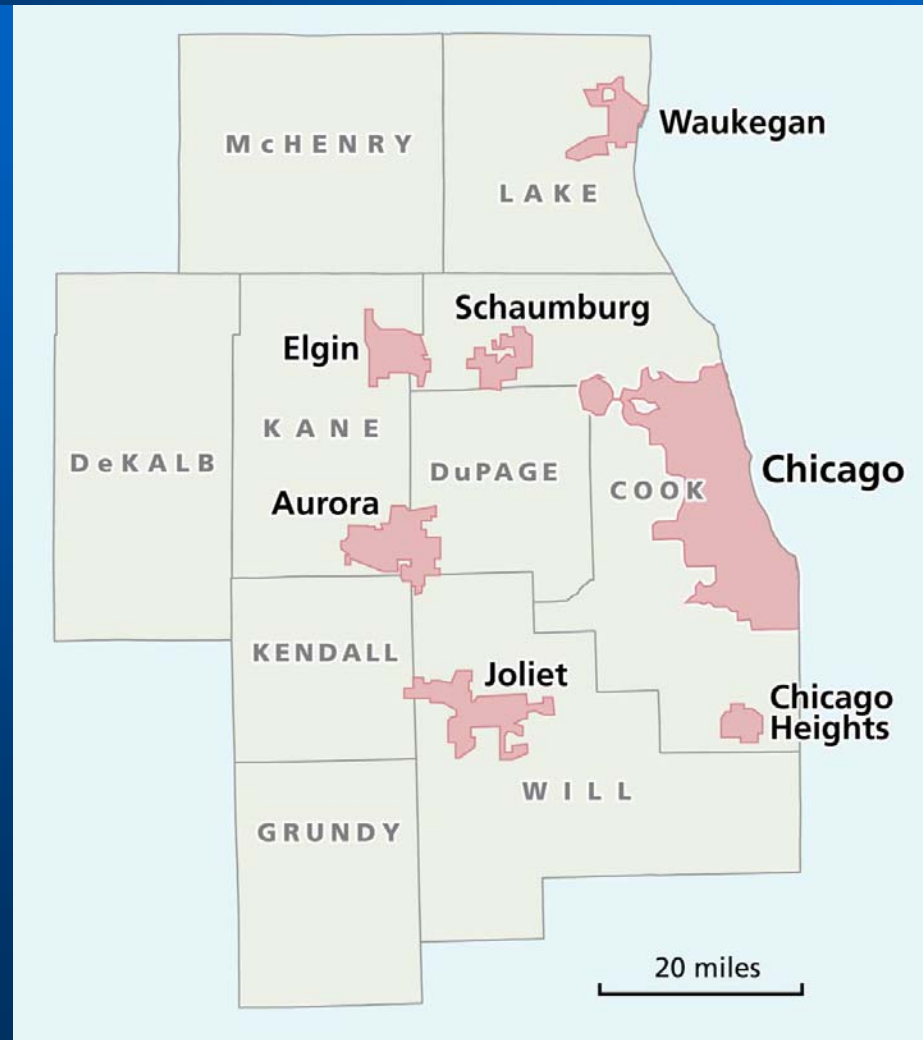 Waukegan
McHENRY
LAKE
Schaumburg
Elgin
KANE
DeKALB
DuPAGE
Chicago
COOK
Aurora
KENDALL
Joliet
Chicago
Heights
WILL
GRUNDY
20 miles